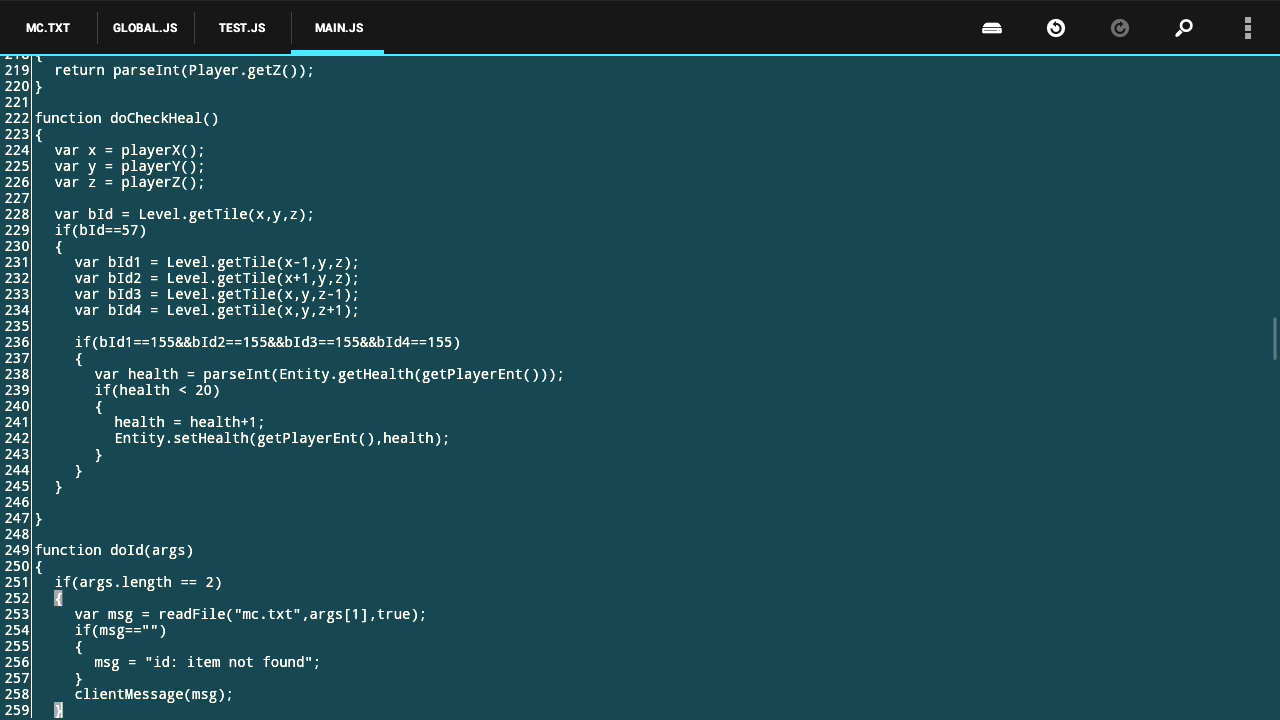 MC.TXT GLOBAL.JS TEST.JS MAIN.JS
218 {
219 return parseInt(Player.getZ());
220 }
221
222 function doCheckHeal()
223 {
224 var x = playerX();
225 var y = playerY();
226 var z = playerZ();
227
228 var bId = Level.getTile(x,y,z);
229 if(bId==57)
230 {
231 var bId1 = Level.getTile(x-1,y,z);
232 var bId2 = Level.getTile(x+1,y,z);
233 var bId3 = Level.getTile(x,y,z-1);
234 var bId4 = Level.getTile(x,y,z+1);
235
236 if(bId1==155&&bId2==155&&bId3==155&&bId4==155)
237 {
238 var health = parseInt(Entity.getHealth(getPlayerEnt()));
239 if(health < 20)
240 {
241 health = health+1;
242 Entity.setHealth(getPlayerEnt(),health);
243 }
244 }
245 }
246
247 }
248
249 function doId(args)
250 {
251 if(args.length == 2)
252 {
253 var msg = readFile("mc.txt",args[1],true);
254 if(msg=="")
255 {
256 msg = "id: item not found";
257 }
258 clientMessage(msg);
259 }